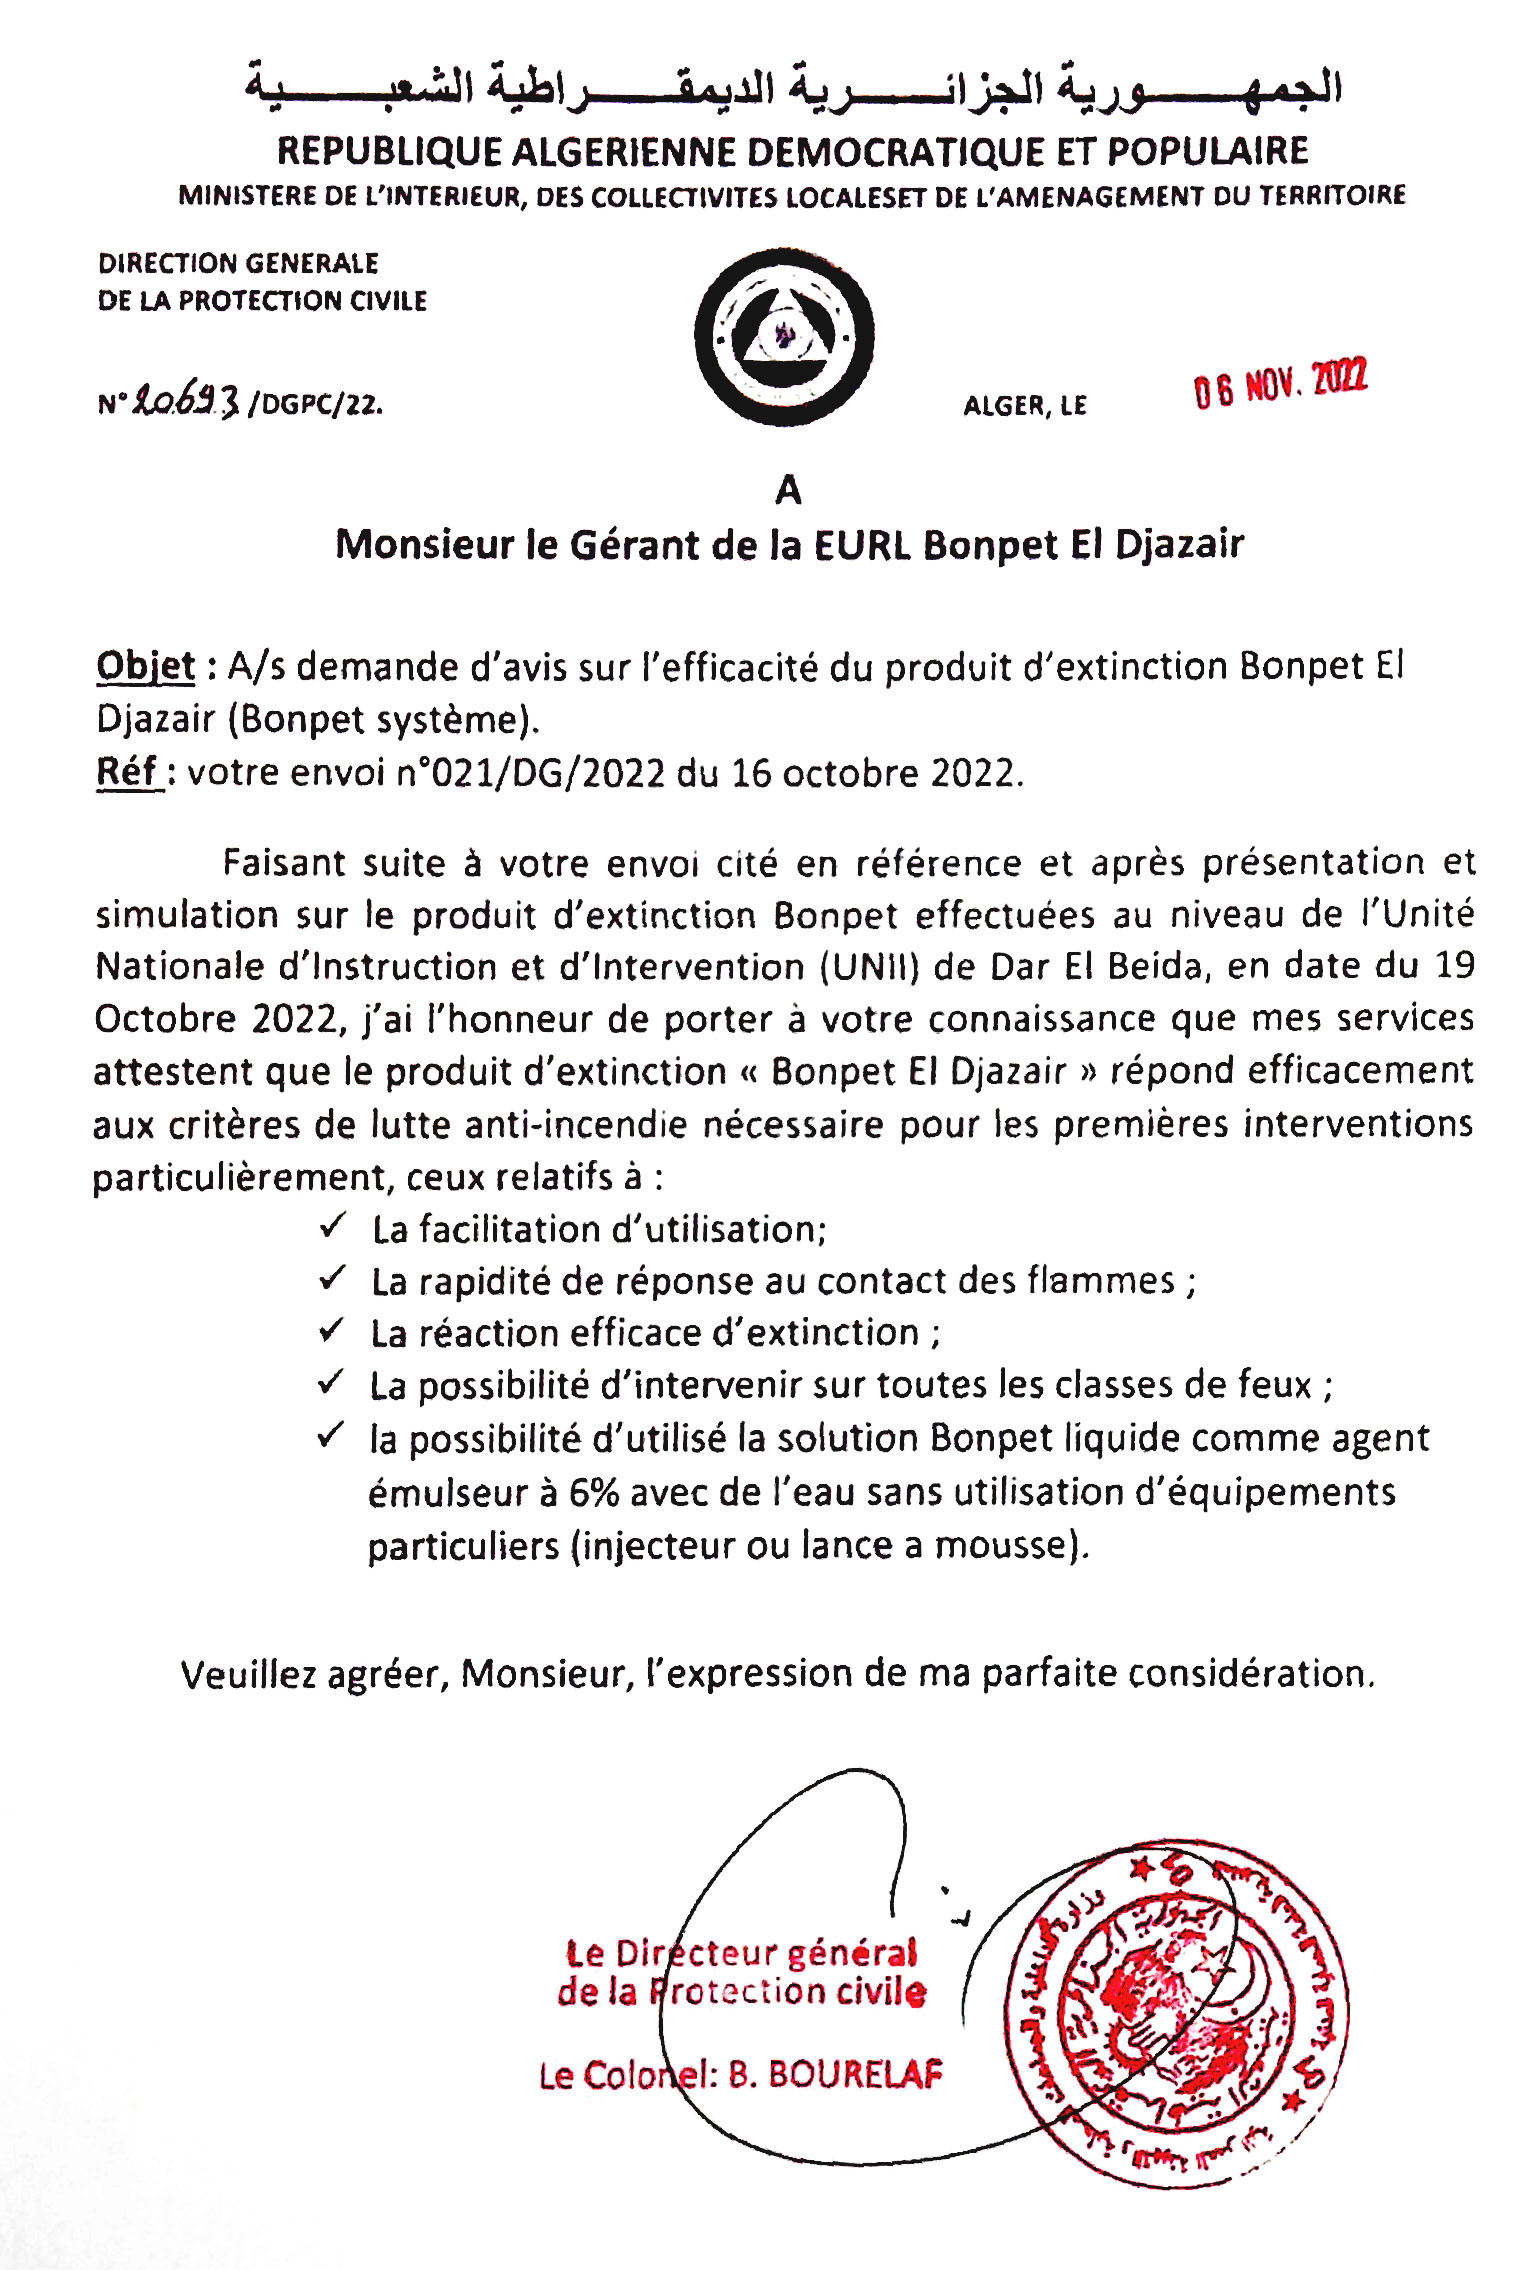 الجمهورية الجزائرية الديمقراطية الشعبية
REPUBLIQUE ALGERIENNE DEMOCRATIQUE ET POPULAIRE
MINISTERE DE L'INTERIEUR, DES COLLECTIVITES LOCALESET DE L'AMENAGEMENT DU TERRITOIRE
DIRECTION GENERALE
DE LA PROTECTION CIVILE
N° 20.693/DGPC/22.
ALGER, LE 06 NOV. 2022
A
Monsieur le Gérant de la EURL Bonpet El Djazair
Objet : A/s demande d'avis sur l'efficacité du produit d'extinction Bonpet El
Djazair (Bonpet système).
Réf : votre envoi n°021/DG/2022 du 16 octobre 2022.
Faisant suite à votre envoi cité en référence et après présentation et
simulation sur le produit d'extinction Bonpet effectuées au niveau de l'Unité
Nationale d'Instruction et d'Intervention (UNII) de Dar El Beida, en date du 19
Octobre 2022, j'ai l'honneur de porter à votre connaissance que mes services
attestent que le produit d'extinction « Bonpet El Djazair » répond efficacement
aux critères de lutte anti-incendie nécessaire pour les premières interventions
particulièrement, ceux relatifs à :
✓ La facilitation d'utilisation;
✓ La rapidité de réponse au contact des flammes ;
✓ La réaction efficace d'extinction ;
✓ La possibilité d'intervenir sur toutes les classes de feux ;
✓ la possibilité d'utilisé la solution Bonpet liquide comme agent
émulseur à 6% avec de l'eau sans utilisation d'équipements
particuliers (injecteur ou lance a mousse).
Veuillez agréer, Monsieur, l'expression de ma parfaite considération.
Le Directeur général
de la Protection civile
Le Colonel: B. BOURELAF